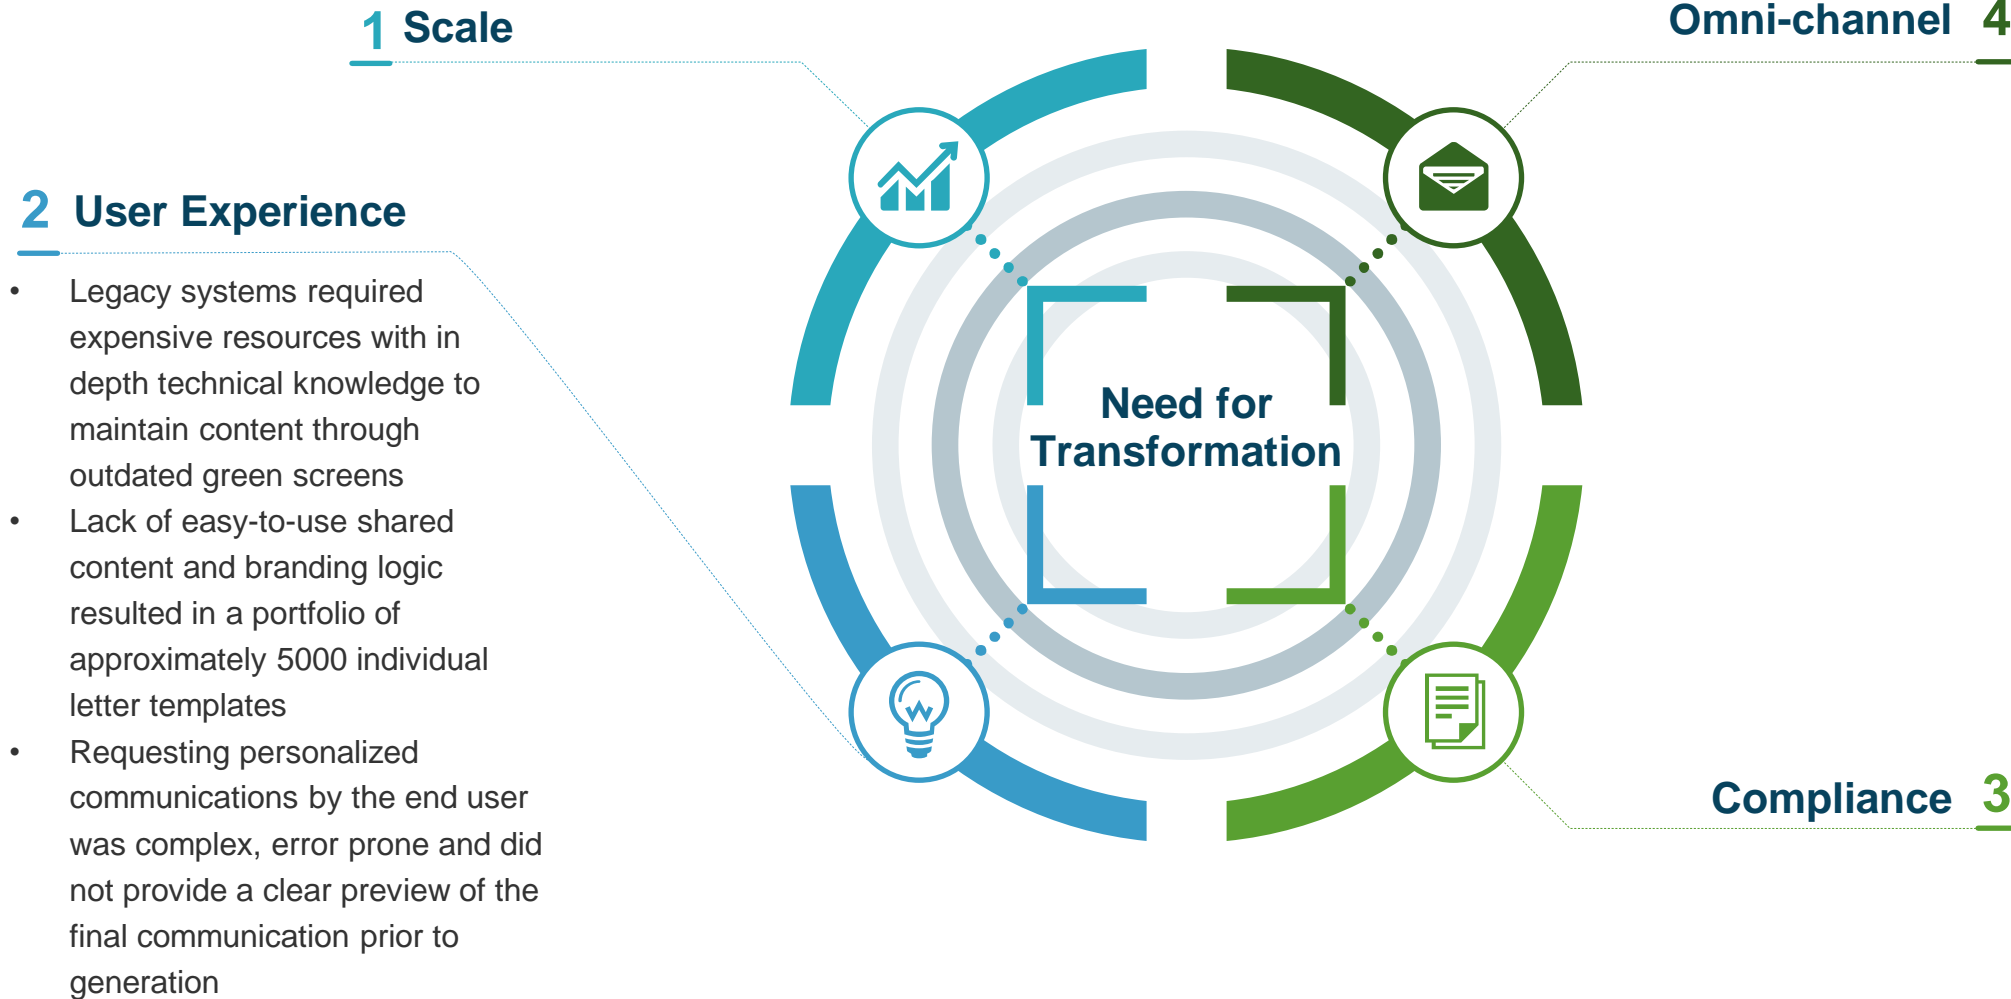 1 Scale
2 User Experience
• Legacy systems required
expensive resources with in
depth technical knowledge to
maintain content through
outdated green screens
• Lack of easy-to-use shared
content and branding logic
resulted in a portfolio of
approximately 5000 individual
letter templates
• Requesting personalized
communications by the end user
was complex, error prone and did
not provide a clear preview of the
final communication prior to
generation
Need for
Transformation
Compliance 3
Omni-channel 4